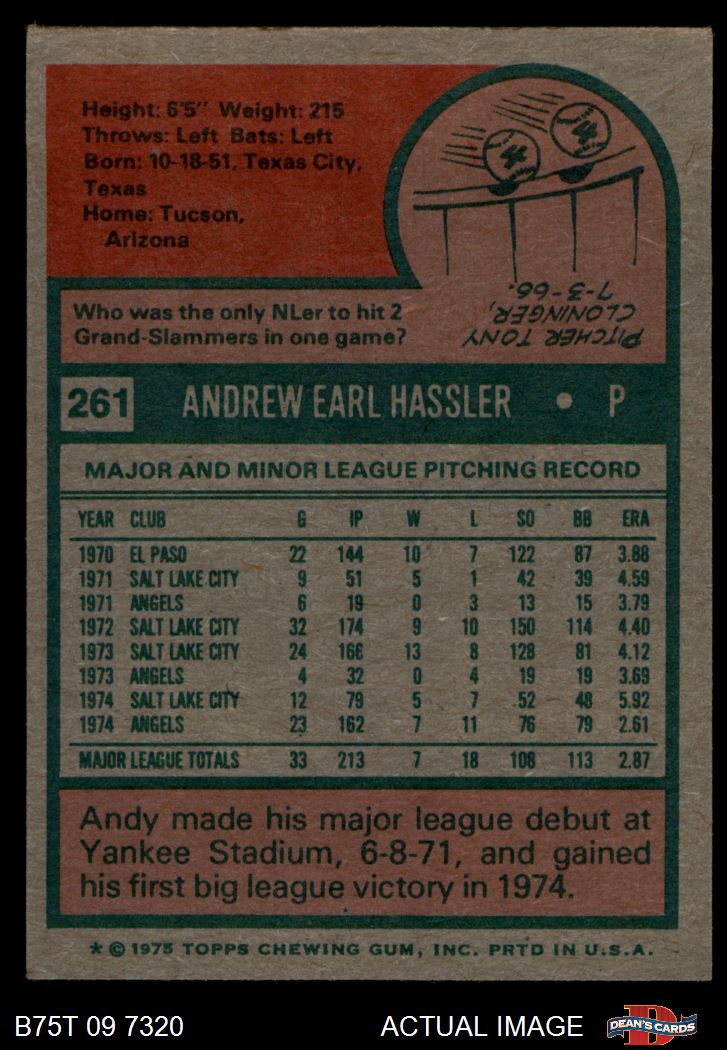 Height: 6'5" Weight: 215
Throws: Left Bats: Left
Born: 10-18-51, Texas City,
Texas
Home: Tucson,
Arizona
Who was the only NLer to hit 2
Grand-Slammers in one game?
PITCHER TONY
CLONINGER,
7-3-66.
261 ANDREW EARL HASSLER • P
MAJOR AND MINOR LEAGUE PITCHING RECORD
YEAR CLUB G IP W L SO BB ERA
1970 EL PASO 22 144 10 7 122 87 3.88
1971 SALT LAKE CITY 9 51 5 1 42 39 4.59
1971 ANGELS 6 19 0 3 13 15 3.79
1972 SALT LAKE CITY 32 174 9 10 150 114 4.40
1973 SALT LAKE CITY 24 166 13 8 128 81 4.12
1973 ANGELS 4 32 0 4 19 19 3.69
1974 SALT LAKE CITY 12 79 5 7 52 48 5.92
1974 ANGELS 23 162 7 11 76 79 2.61
MAJOR LEAGUE TOTALS 33 213 7 18 108 113 2.87
Andy made his major league debut at
Yankee Stadium, 6-8-71, and gained
his first big league victory in 1974.
* © 1975 TOPPS CHEWING GUM, INC. PRTD IN U.S.A.
B75T 09 7320 ACTUAL IMAGE
DEAN'S CARDS